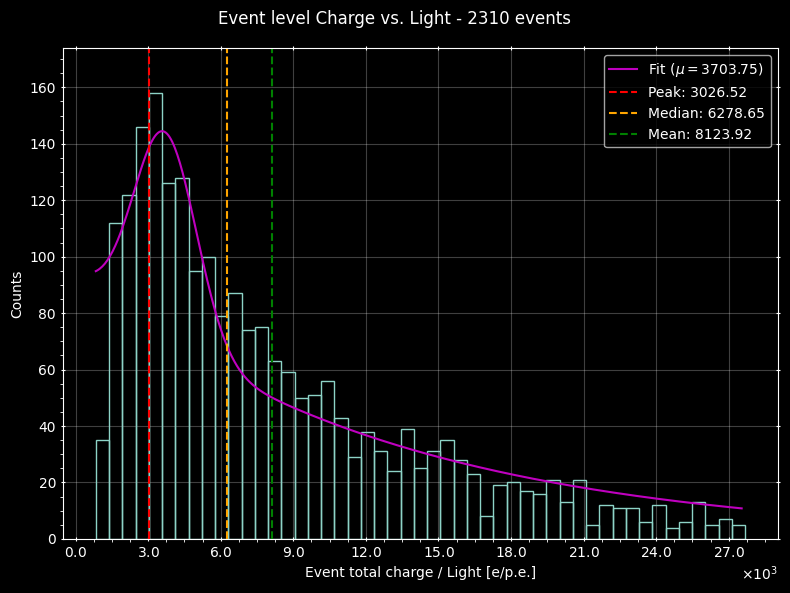 Event level Charge vs. Light - 2310 events
Fit (μ = 3703.75)
Peak: 3026.52
Median: 6278.65
Mean: 8123.92
Counts
160
140
120
100
80
60
40
20
0
0.0 3.0 6.0 9.0 12.0 15.0 18.0 21.0 24.0 27.0
Event total charge / Light [e/p.e.]
×10³